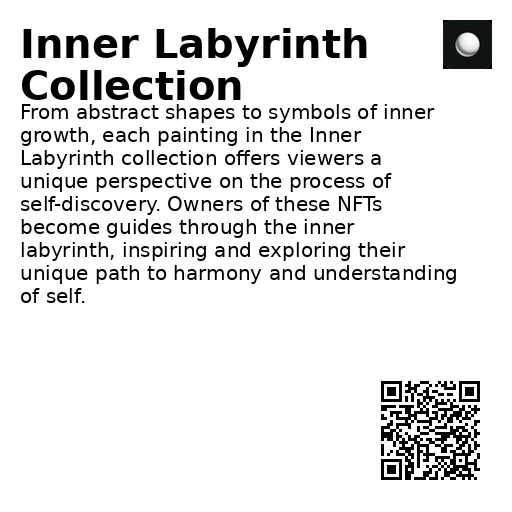 Inner Labyrinth
Collection
From abstract shapes to symbols of inner
growth, each painting in the Inner
Labyrinth collection offers viewers a
unique perspective on the process of
self-discovery. Owners of these NFTs
become guides through the inner
labyrinth, inspiring and exploring their
unique path to harmony and understanding
of self.